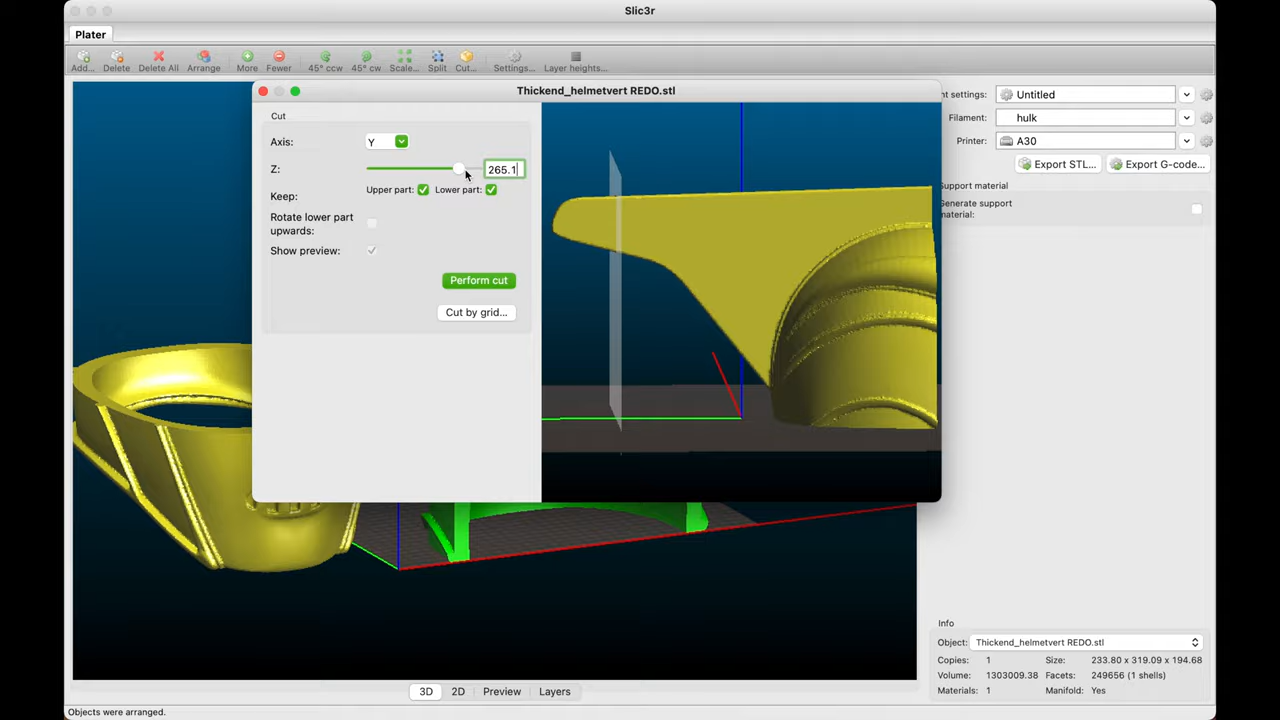 Slic3r
Plater
Add... Delete Delete All Arrange More Fewer 45° ccw 45° cw Scale... Split Cut... Settings... Layer heights...
Thickend_helmetvert REDO.stl
Cut
Axis: Y
Z: 265.1
Keep: Upper part: Lower part:
Rotate lower part
upwards:
Show preview:
Perform cut
Cut by grid...
nt settings: Untitled
Filament: hulk
Printer: A30
Export STL... Export G-code...
Support material
Generate support
material:
Info
Object: Thickend_helmetvert REDO.stl
Copies: 1 Size: 233.80 x 319.09 x 194.68
Volume: 1303009.38 Facets: 249656 (1 shells)
Materials: 1 Manifold: Yes
3D 2D Preview Layers
Objects were arranged.